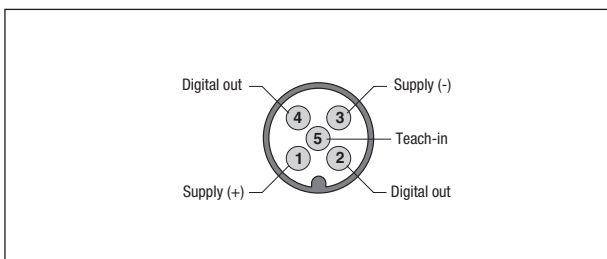 Digital out
Supply (-)
4
3
5
Teach-in
1
2
Supply (+)
Digital out